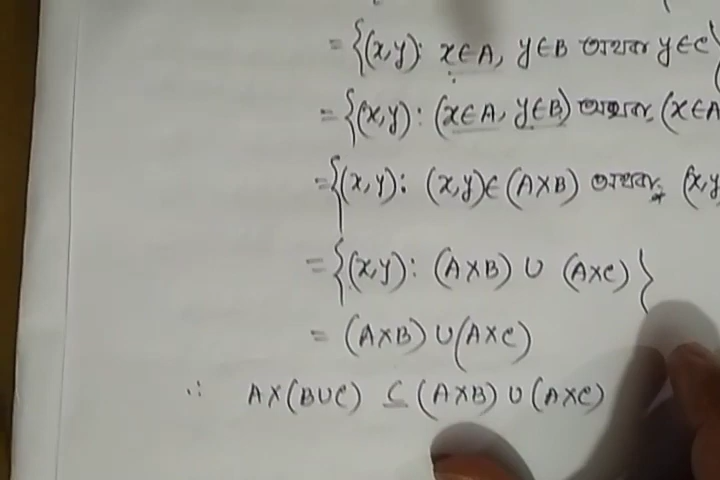 = {(x,y): x∈A, y∈B অথবা y∈C}
= {(x,y): (x∈A, y∈B) অথবা, (x∈A
= {(x,y): (x,y)∈(A×B) অথবা, (x,y
= {(x,y): (A×B) ∪ (A×C)}
= (A×B) ∪(A×C)
∴ A×(B∪C) ⊆ (A×B) ∪ (A×C)